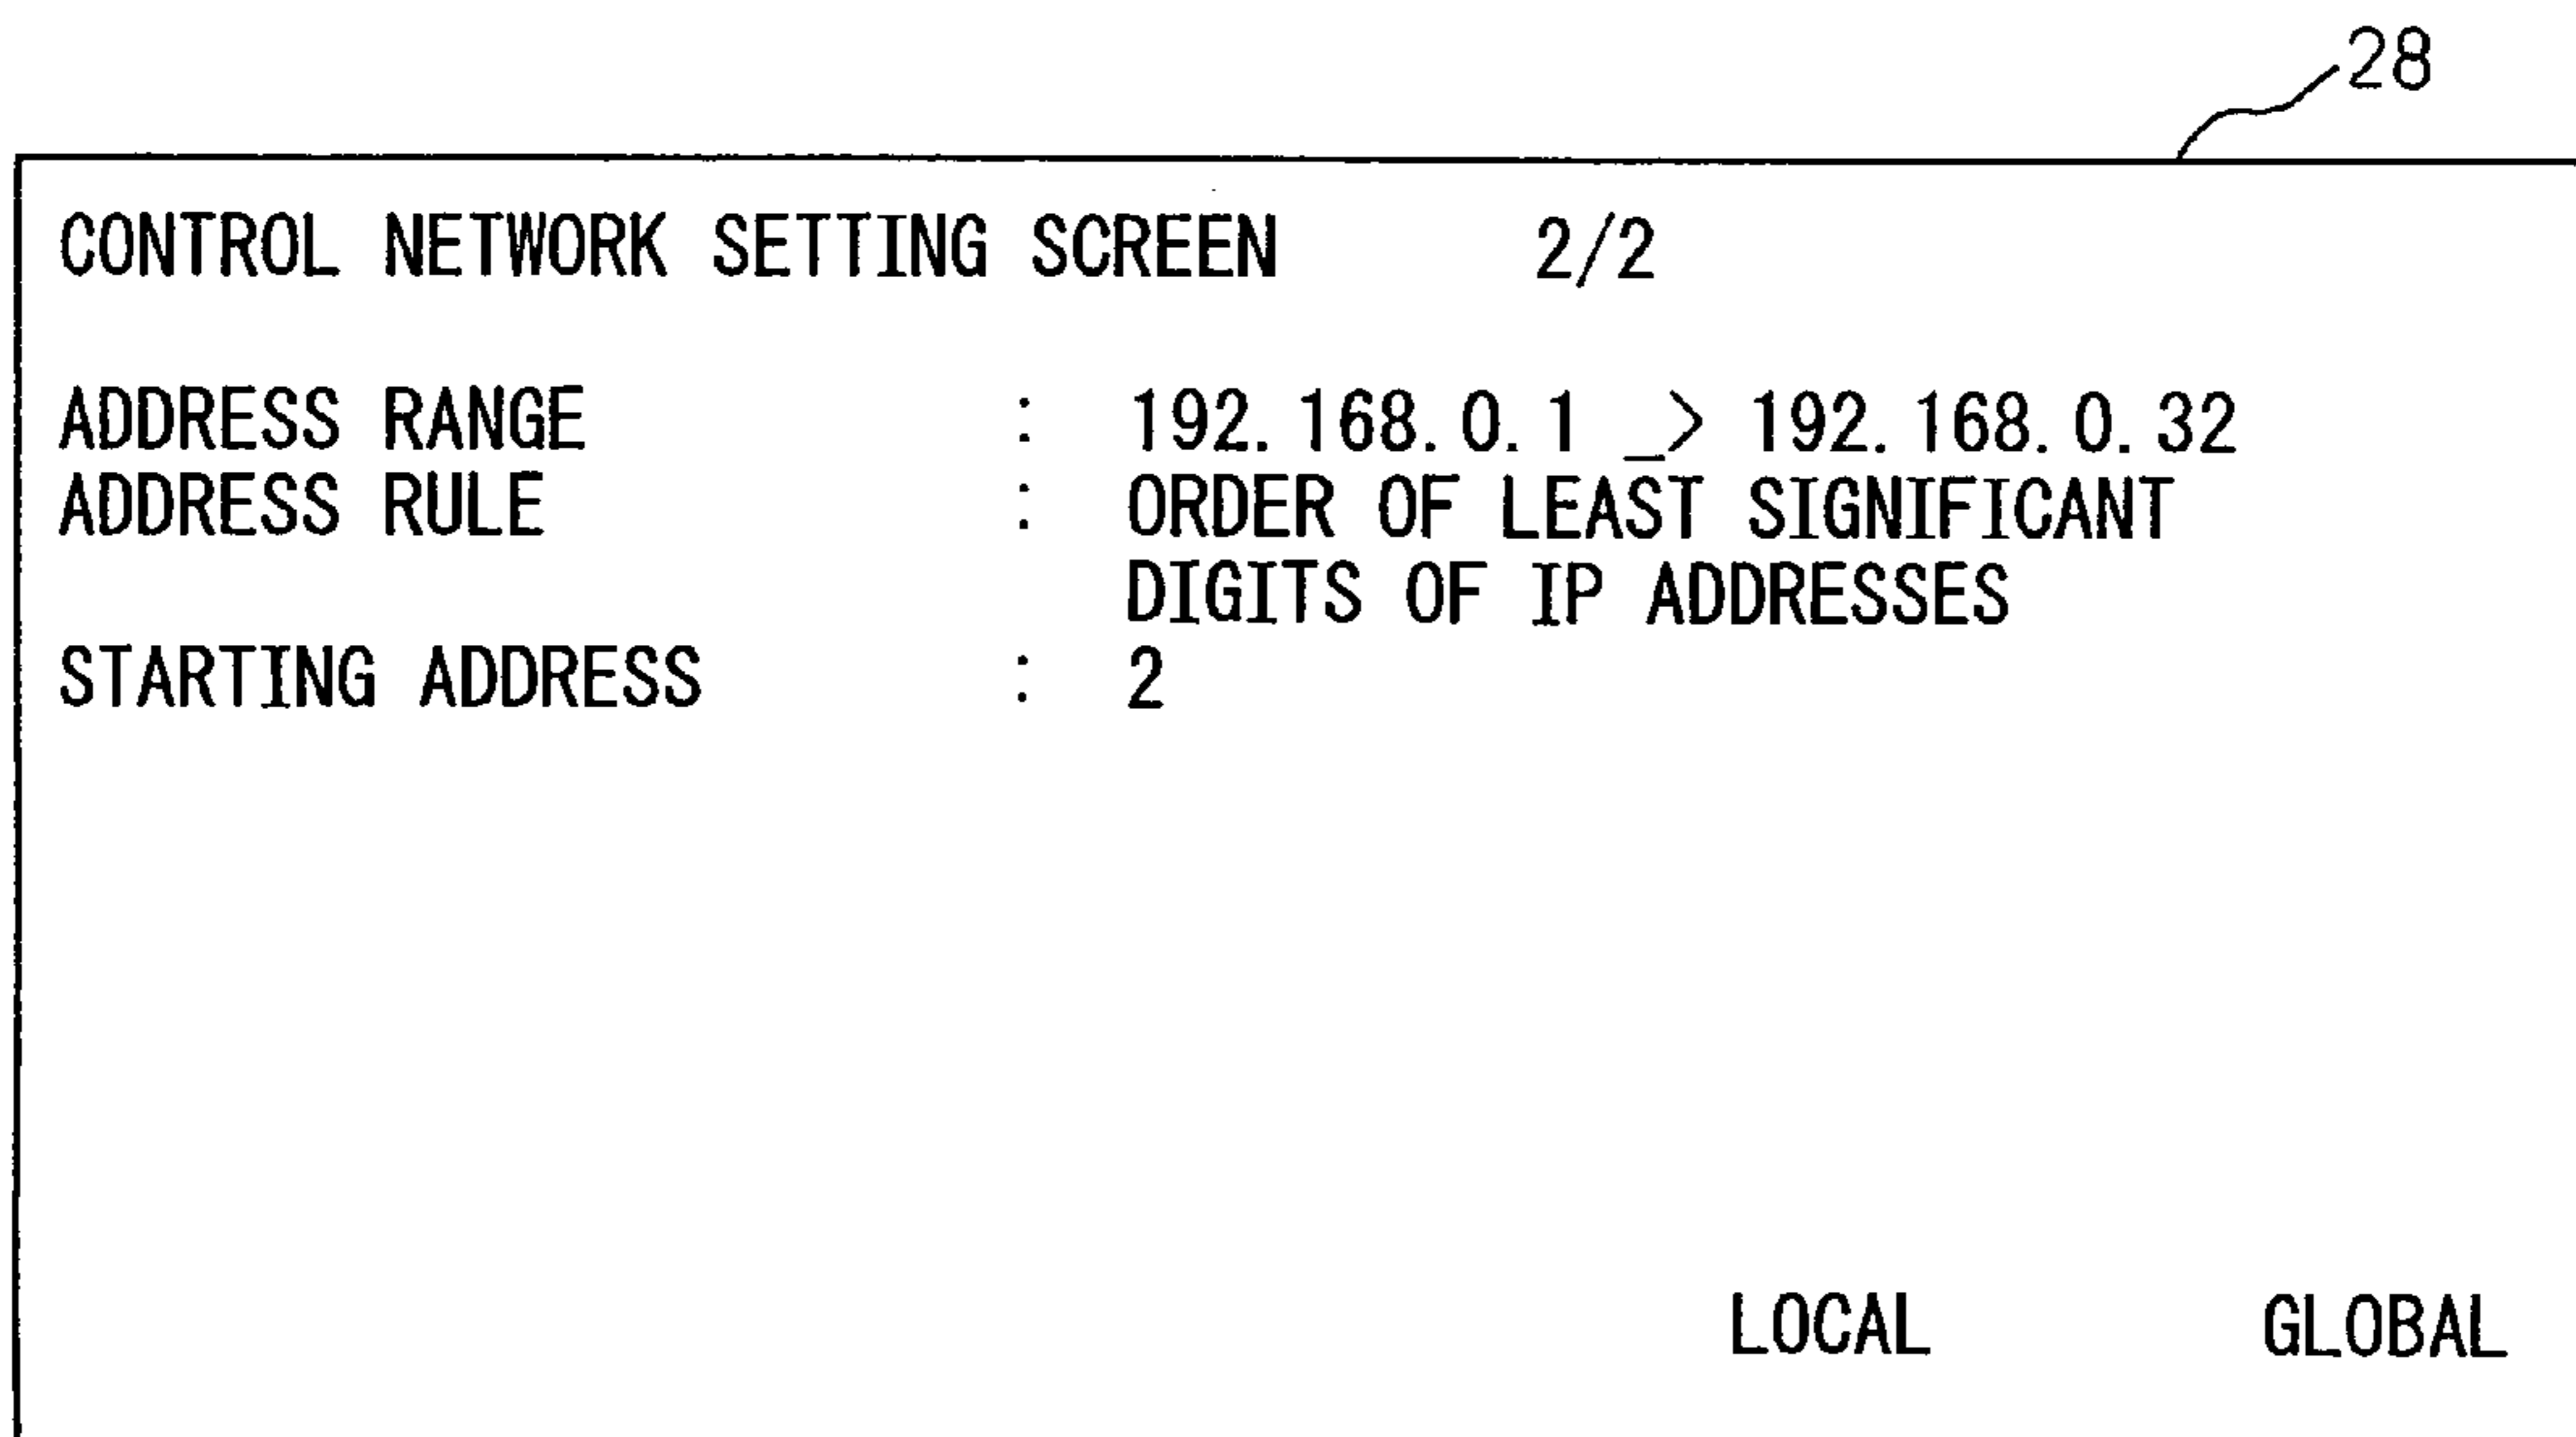 28
CONTROL NETWORK SETTING SCREEN 2/2
ADDRESS RANGE : 192.168.0.1 _> 192.168.0.32
ADDRESS RULE : ORDER OF LEAST SIGNIFICANT
DIGITS OF IP ADDRESSES
STARTING ADDRESS : 2
LOCAL GLOBAL